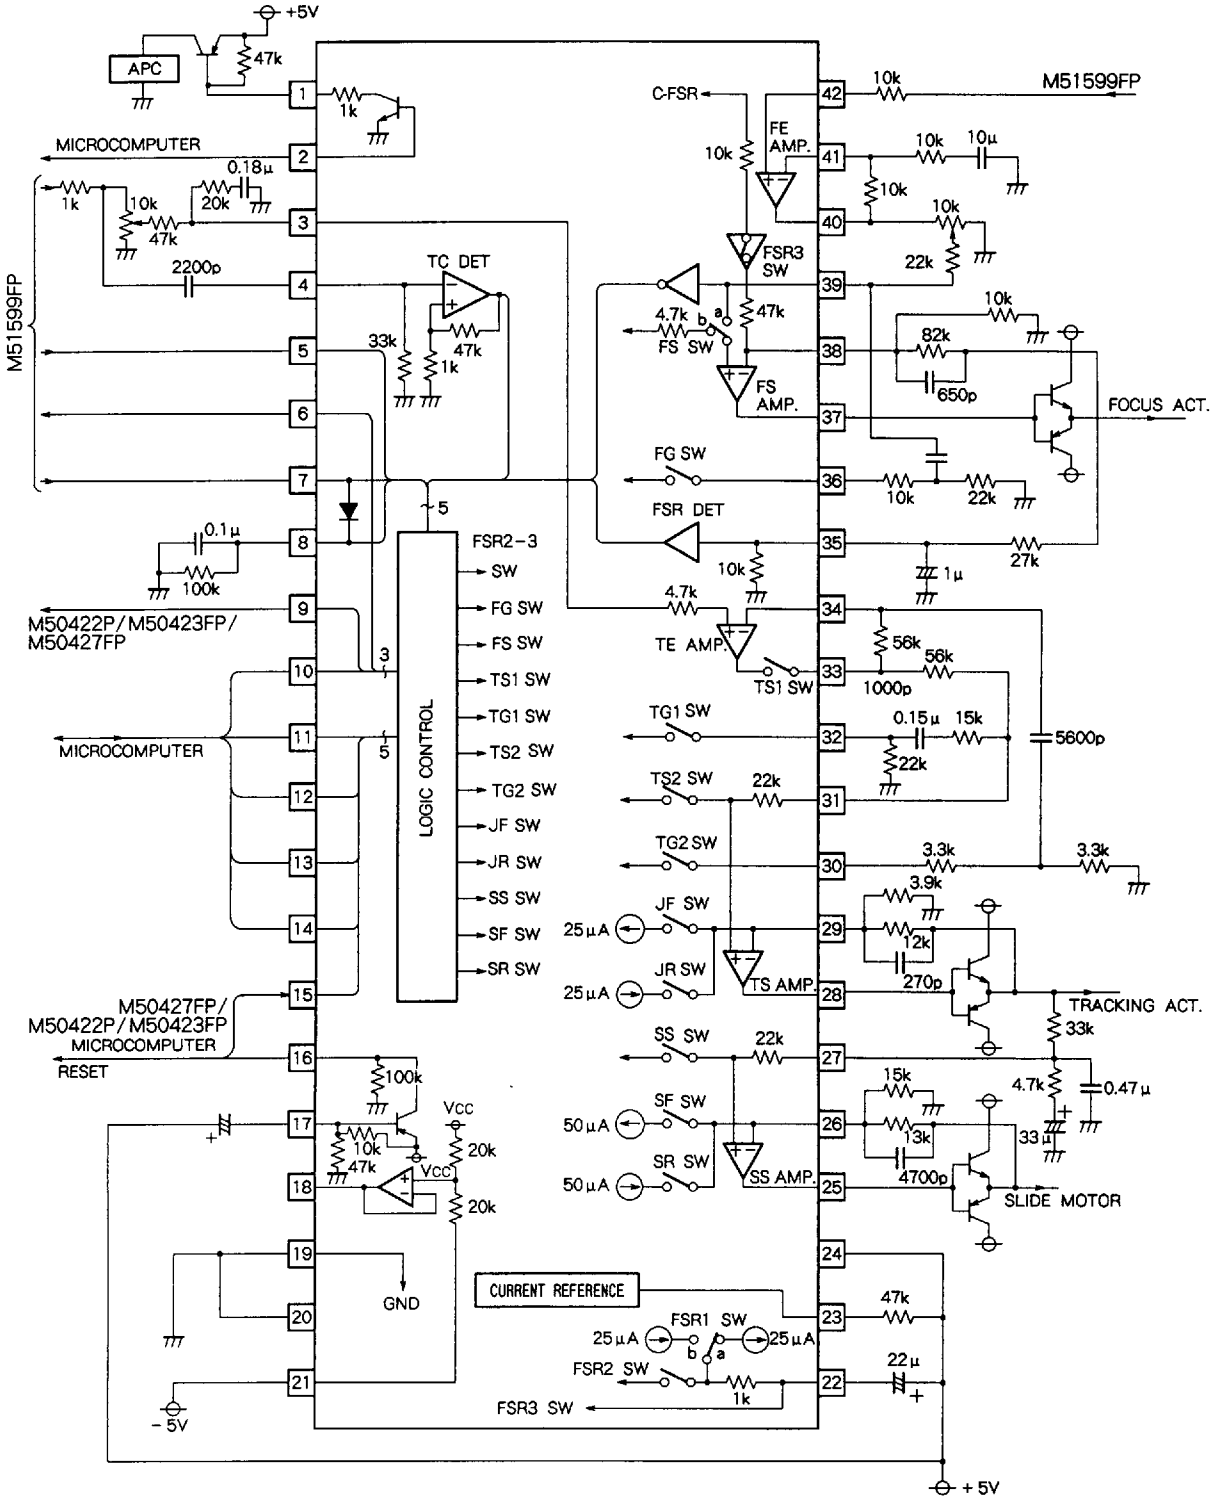 +5V
APC
47k
1
1k
MICROCOMPUTER
2
0.18μ
1k
10k
20k
47k
3
2200p
4
TC DET
- +
33k
47k
1k
M51599FP
5
6
7
5
0.1μ
8
100k
FSR2-3
SW
9
M50422P/M50423FP/
M50427FP
FG SW
FS SW
10
3
TS1 SW
TG1 SW
11
5
MICROCOMPUTER
TS2 SW
12
TG2 SW
LOGIC CONTROL
JF SW
13
JR SW
SS SW
14
SF SW
SR SW
15
M50427FP/
M50422P/M50423FP
MICROCOMPUTER
16
RESET
100k
17
+
10k
47k
VCC
VCC
20k
18
+ -
20k
19
GND
20
21
- 5V
C-FSR
10k
FE
AMP.
+ -
42
10k
M51599FP
41
10k
10μ
10k
40
10k
22k
FSR3
SW
39
4.7k
b
a
FS SW
47k
10k
38
82k
650p
+ -
FS
AMP.
37
FOCUS ACT.
FG SW
36
10k
22k
FSR DET
35
10k
27k
1μ
4.7k
34
+ -
TE AMP.
56k
TS1 SW
33
1000p
56k
TG1 SW
32
0.15μ
15k
22k
5600p
TS2 SW
22k
31
TG2 SW
30
3.3k
3.3k
3.9k
JF SW
25μA
29
12k
270p
+ -
JR SW
25μA
TS AMP.
28
TRACKING ACT.
33k
SS SW
22k
27
4.7k
0.47μ
15k
SF SW
50μA
26
13k
33μ
+
4700p
+ -
SR SW
50μA
SS AMP.
25
SLIDE MOTOR
24
CURRENT REFERENCE
47k
23
FSR1 SW
25μA
b
a
25μA
FSR2 SW
1k
22
22μ
+
FSR3 SW
+ 5V